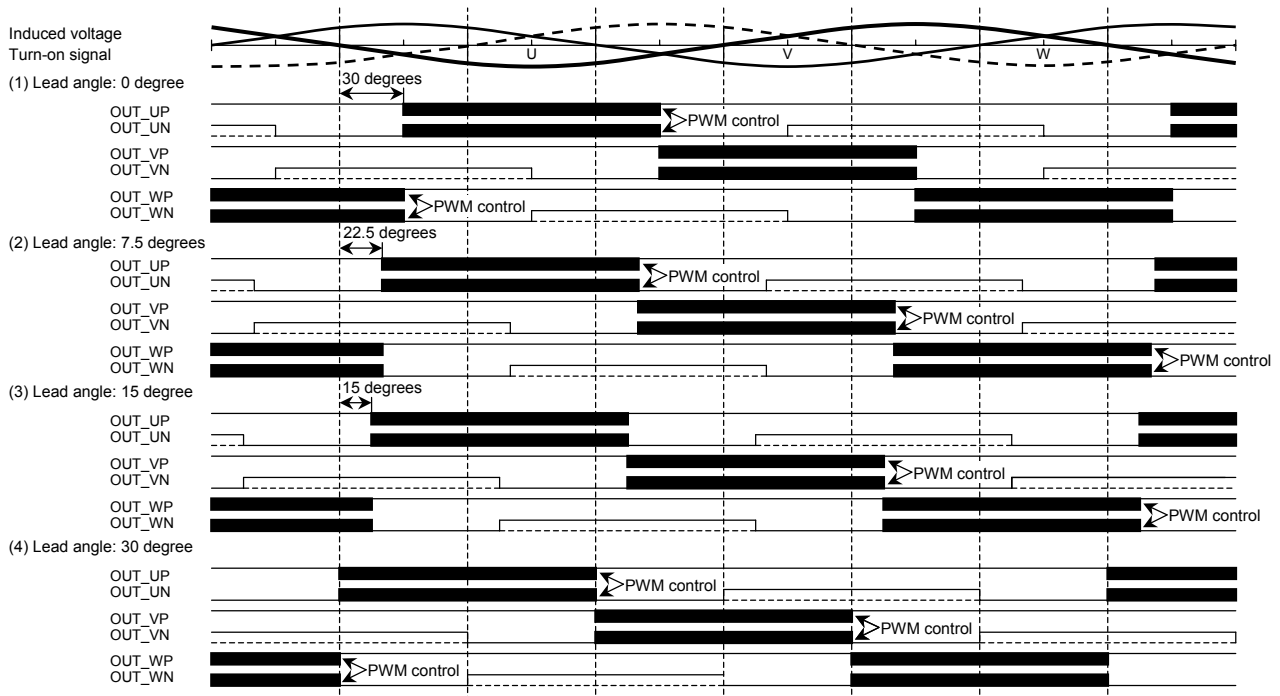 Induced voltage
Turn-on signal
U
V
W
(1) Lead angle: 0 degree
30 degrees
OUT_UP
OUT_UN
PWM control
OUT_VP
OUT_VN
OUT_WP
OUT_WN
PWM control
(2) Lead angle: 7.5 degrees
22.5 degrees
OUT_UP
OUT_UN
PWM control
OUT_VP
OUT_VN
PWM control
OUT_WP
OUT_WN
PWM control
(3) Lead angle: 15 degree
15 degrees
OUT_UP
OUT_UN
OUT_VP
OUT_VN
PWM control
OUT_WP
OUT_WN
PWM control
(4) Lead angle: 30 degree
OUT_UP
OUT_UN
PWM control
OUT_VP
OUT_VN
PWM control
OUT_WP
OUT_WN
PWM control